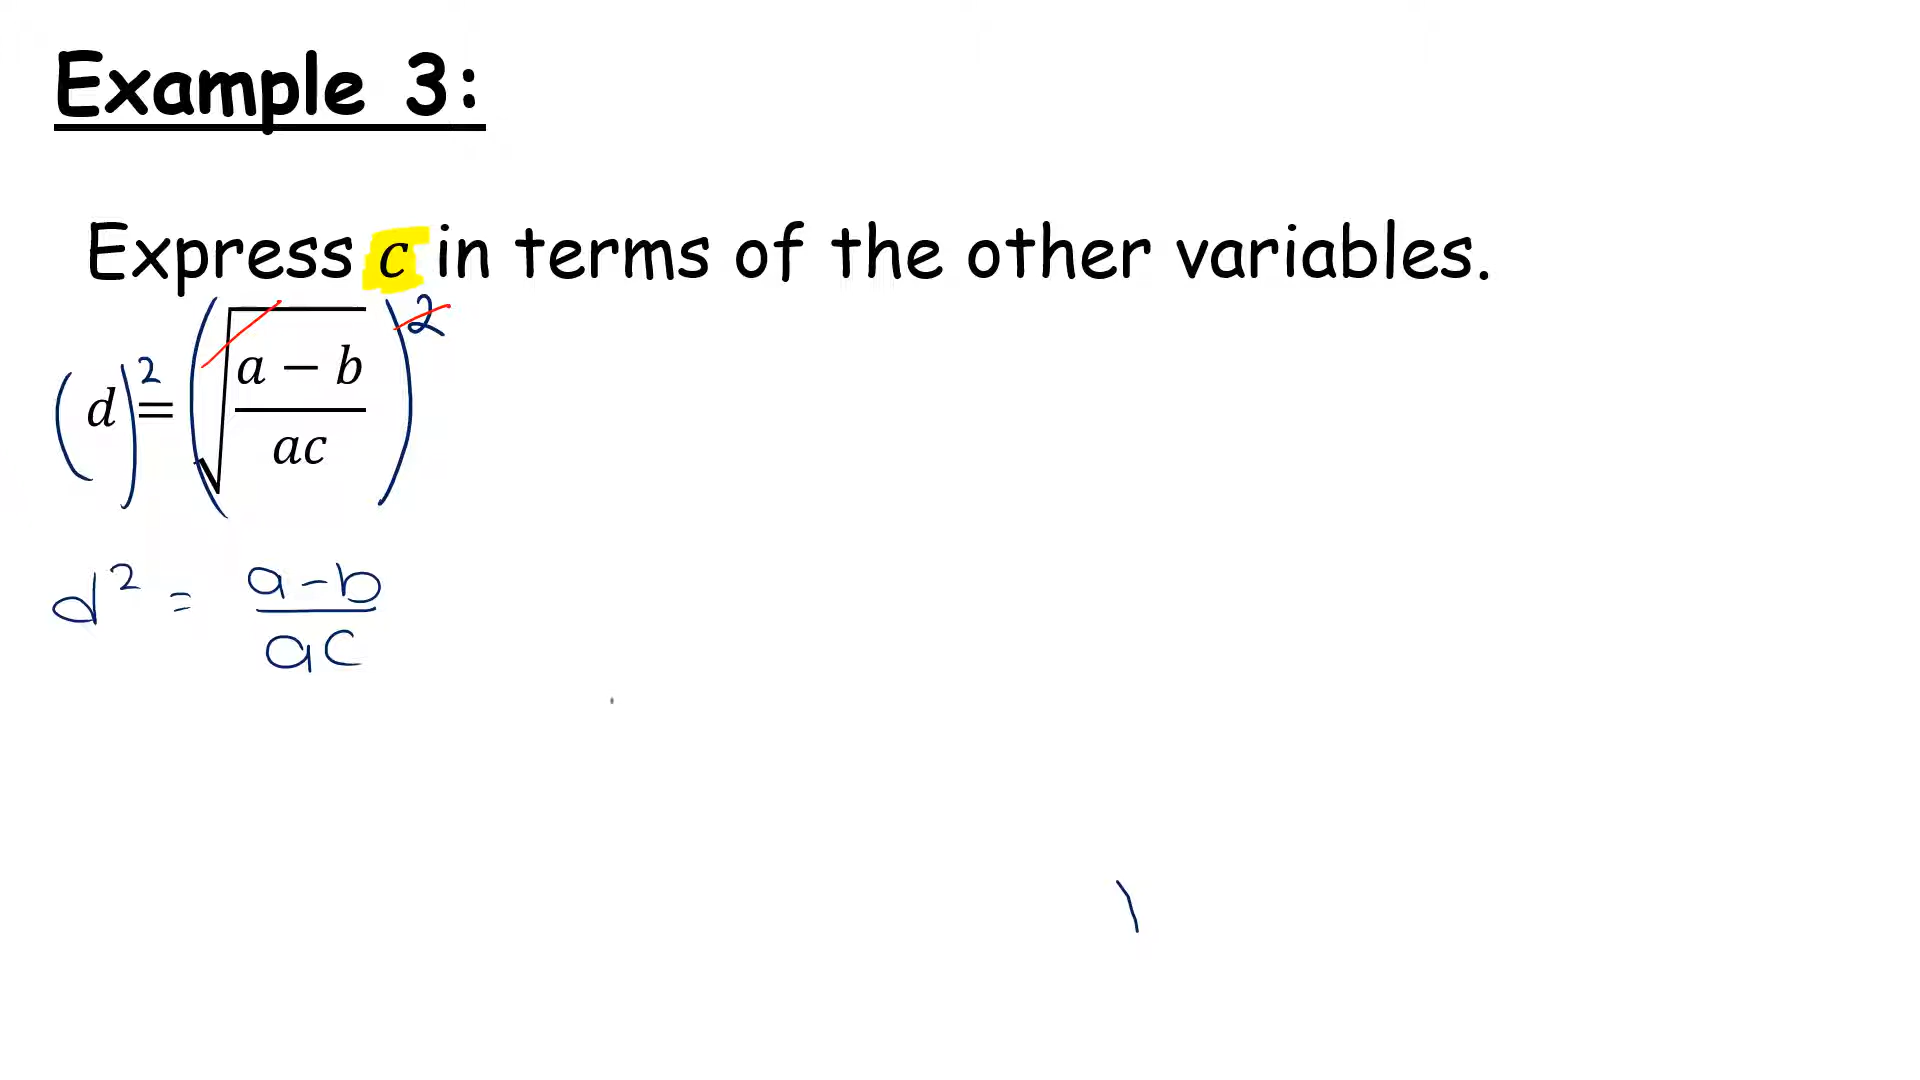 Example 3:
Express c in terms of the other variables.
(d)² = (√((a − b)/(ac)))²
d² = (a − b)/(ac)